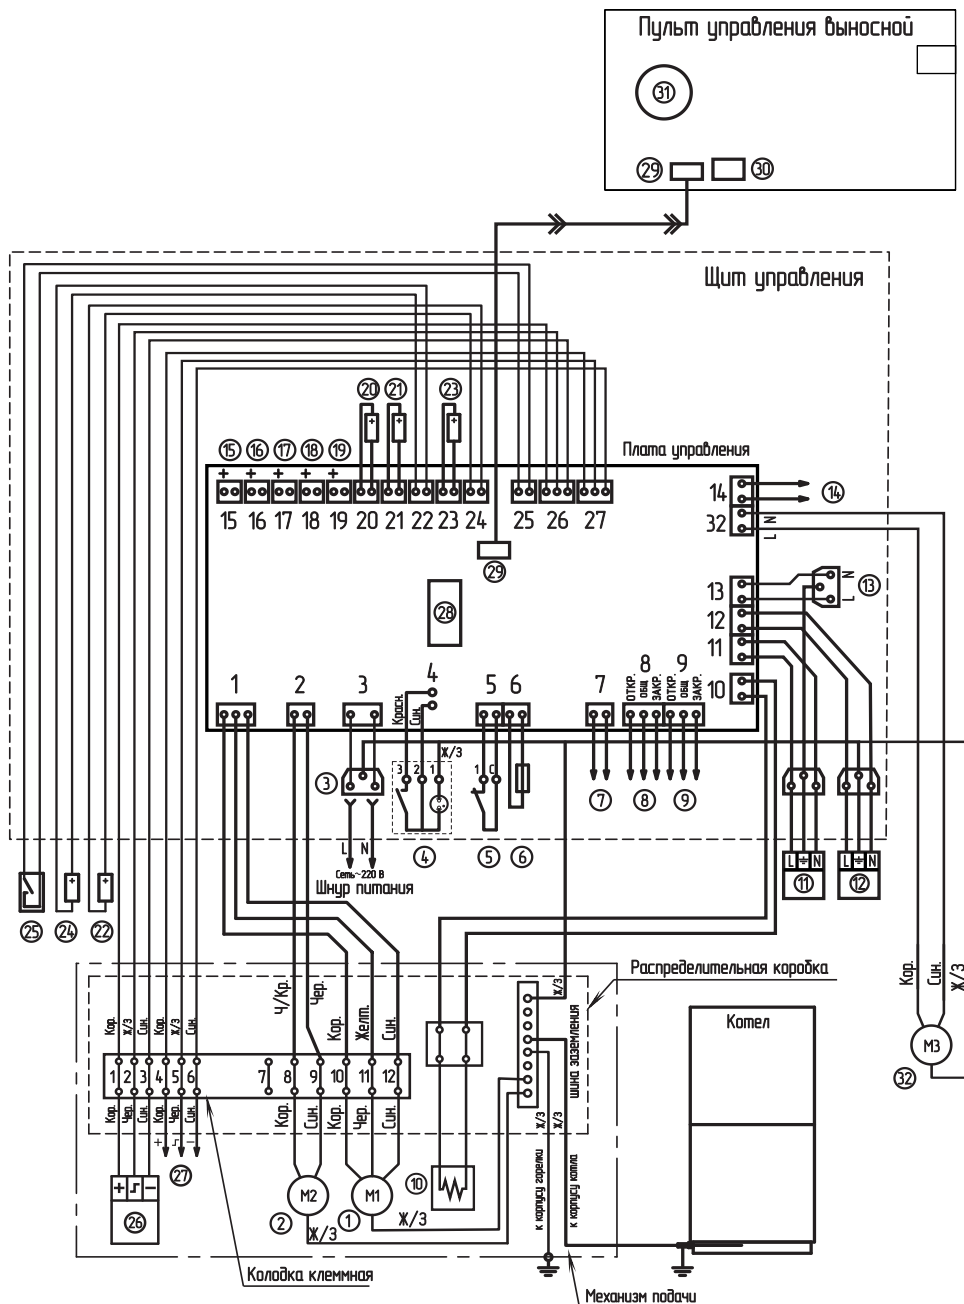 Пульт управления выносной
31
29
30
Щит управления
20
21
23
Плата управления
15 16 17 18 19
+ + + + +
15 16 17 18 19 20 21 22 23 24 25 26 27
14
14
32
N
L
29
28
13
N
L
13
12
11
10
1 2 3 4 5 6 7 8 9
Красн.
Син.
ОТКР.
ОБЩ
ЗАКР.
ОТКР.
ОБЩ
ЗАКР.
Ж/З
3 2 1
1 С
3
4
5
6
7
8
9
L N
Сеть~220 В
Шнур питания
L N
11
L N
12
25
24
22
Распределительная коробка
Кор.
Син.
Ж/З
Кор.
Ж/З
Син.
Кор.
Ж/З
Син.
Ч/Кр.
Чер.
Кор.
Желт.
Син.
Ж/З
шина заземления
Котел
М3
32
1 2 3 4 5 6 7 8 9 10 11 12
Кор.
Чер.
Син.
Кор.
Чер.
Син.
Кор.
Син.
Кор.
Чер.
Син.
Ж/З
Ж/З
+ −
27
+ −
26
М2
2
Ж/З
М1
1
Ж/З
10
к корпусу горелки
к корпусу котла
Колодка клеммная
Механизм подачи